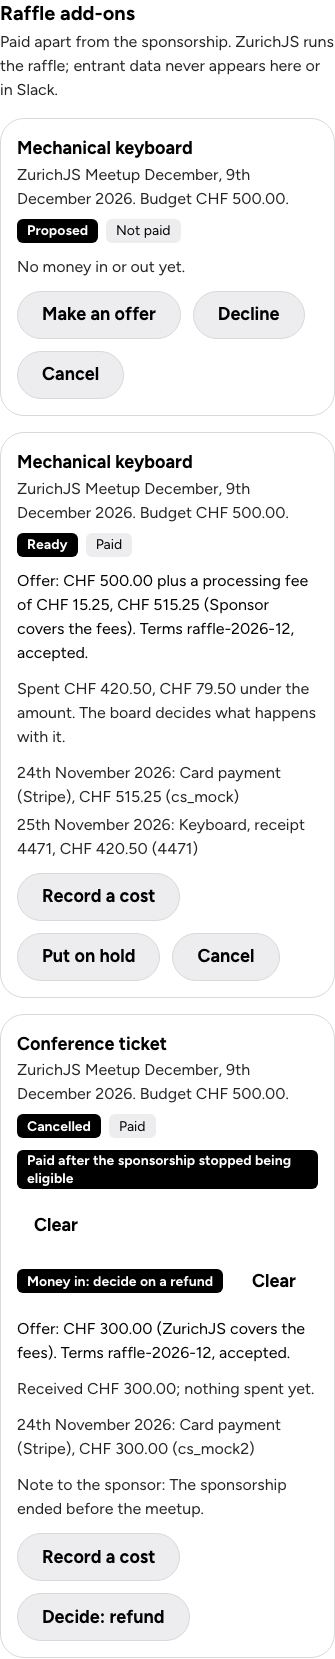 Raffle add-ons
Paid apart from the sponsorship. ZurichJS runs
the raffle; entrant data never appears here or
in Slack.
Mechanical keyboard
ZurichJS Meetup December, 9th
December 2026. Budget CHF 500.00.
Proposed Not paid
No money in or out yet.
Make an offer Decline
Cancel
Mechanical keyboard
ZurichJS Meetup December, 9th
December 2026. Budget CHF 500.00.
Ready Paid
Offer: CHF 500.00 plus a processing fee
of CHF 15.25, CHF 515.25 (Sponsor
covers the fees). Terms raffle-2026-12,
accepted.
Spent CHF 420.50, CHF 79.50 under the
amount. The board decides what happens
with it.
24th November 2026: Card payment
(Stripe), CHF 515.25 (cs_mock)
25th November 2026: Keyboard, receipt
4471, CHF 420.50 (4471)
Record a cost
Put on hold Cancel
Conference ticket
ZurichJS Meetup December, 9th
December 2026. Budget CHF 500.00.
Cancelled Paid
Paid after the sponsorship stopped being
eligible
Clear
Money in: decide on a refund Clear
Offer: CHF 300.00 (ZurichJS covers the
fees). Terms raffle-2026-12, accepted.
Received CHF 300.00; nothing spent yet.
24th November 2026: Card payment
(Stripe), CHF 300.00 (cs_mock2)
Note to the sponsor: The sponsorship
ended before the meetup.
Record a cost
Decide: refund